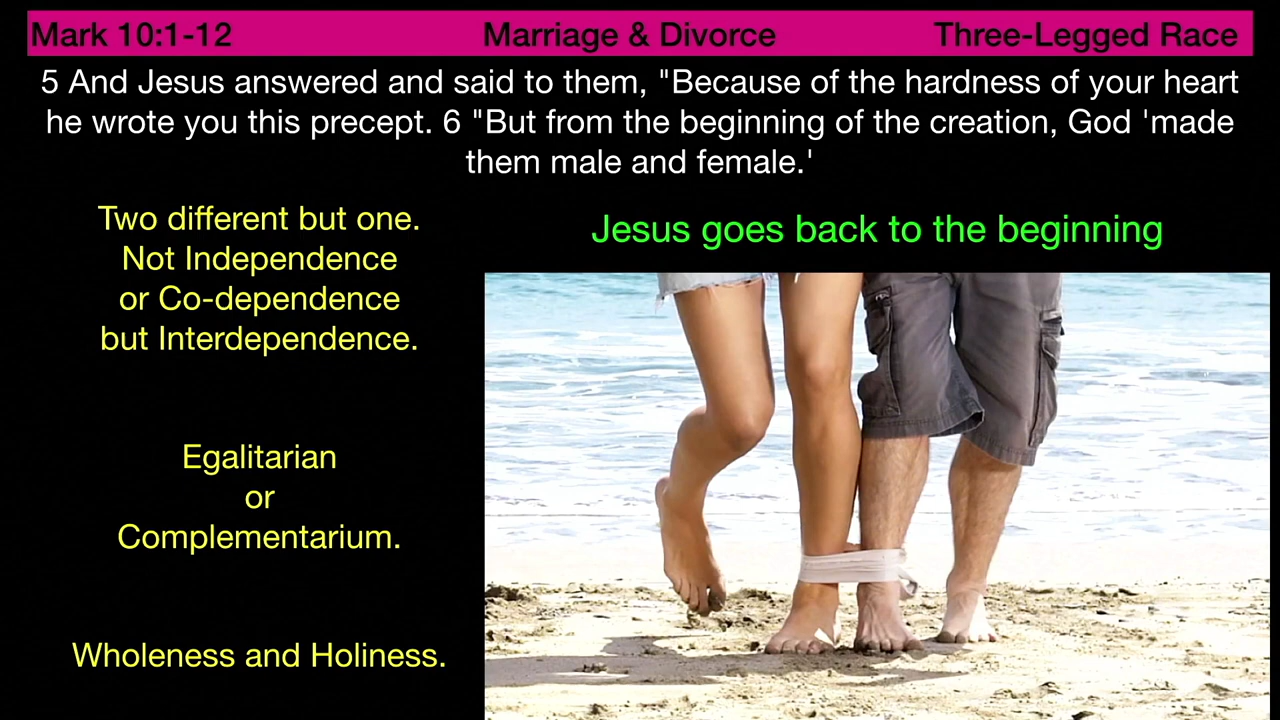 Mark 10:1-12 Marriage & Divorce Three-Legged Race
5 And Jesus answered and said to them, "Because of the hardness of your heart
he wrote you this precept. 6 "But from the beginning of the creation, God 'made
them male and female.'
Two different but one.
Not Independence
or Co-dependence
but Interdependence.
Jesus goes back to the beginning
Egalitarian
or
Complementarium.
Wholeness and Holiness.